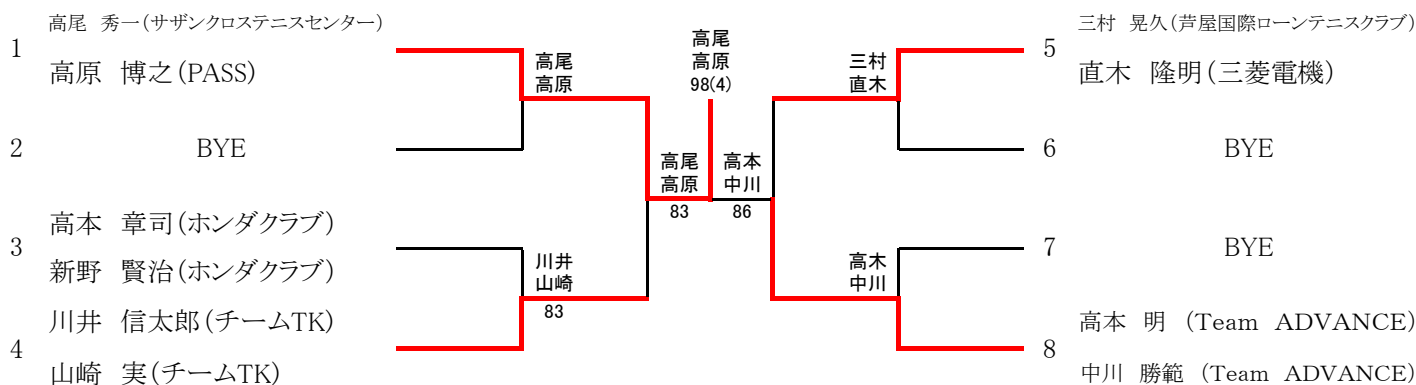 高尾 秀一(サザンクロステニスセンター)
1
高原 博之(PASS)
2
BYE
3
高本 章司(ホンダクラブ)
新野 賢治(ホンダクラブ)
4
川井 信太郎(チームTK)
山崎 実(チームTK)
高尾
高原
川井
山崎
83
高尾
高原
83
高尾
高原
98(4)
高本
中川
86
三村
直木
高木
中川
三村 晃久(芦屋国際ローンテニスクラブ)
5
直木 隆明(三菱電機)
6
BYE
7
BYE
8
高本 明 (Team ADVANCE)
中川 勝範 (Team ADVANCE)